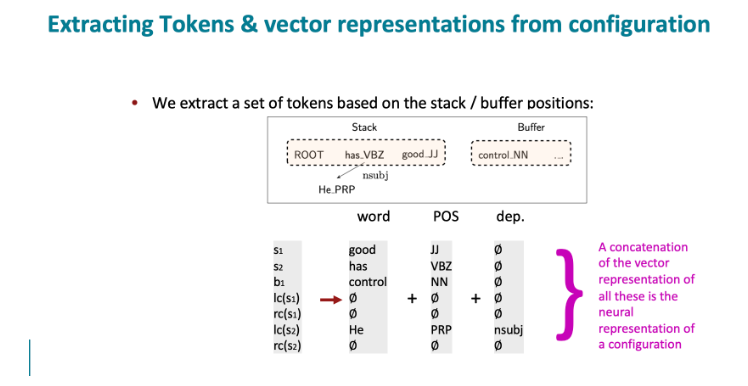 Extracting Tokens & vector representations from configuration
• We extract a set of tokens based on the stack / buffer positions:
Stack Buffer
ROOT has_VBZ good_JJ control_NN ...
nsubj
He_PRP
word POS dep.
s1 good JJ ∅
s2 has VBZ ∅
b1 control NN ∅
lc(s1) → ∅ + ∅ + ∅
rc(s1) ∅ ∅ ∅
lc(s2) He PRP nsubj
rc(s2) ∅ ∅ ∅
A concatenation
of the vector
representation of
all these is the
neural
representation of
a configuration